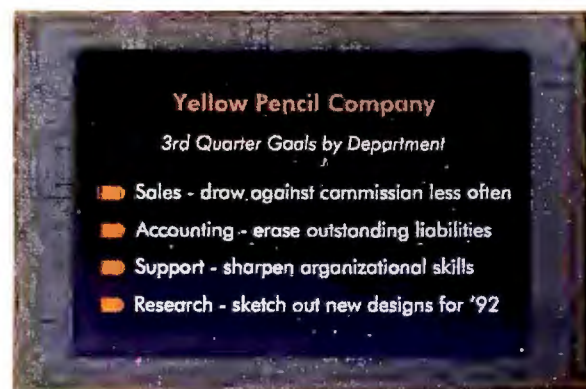 Yellow Pencil Company
3rd Quarter Goals by Department
Sales - draw against commission less often
Accounting - erase outstanding liabilities
Support - sharpen organizational skills
Research - sketch out new designs for '92